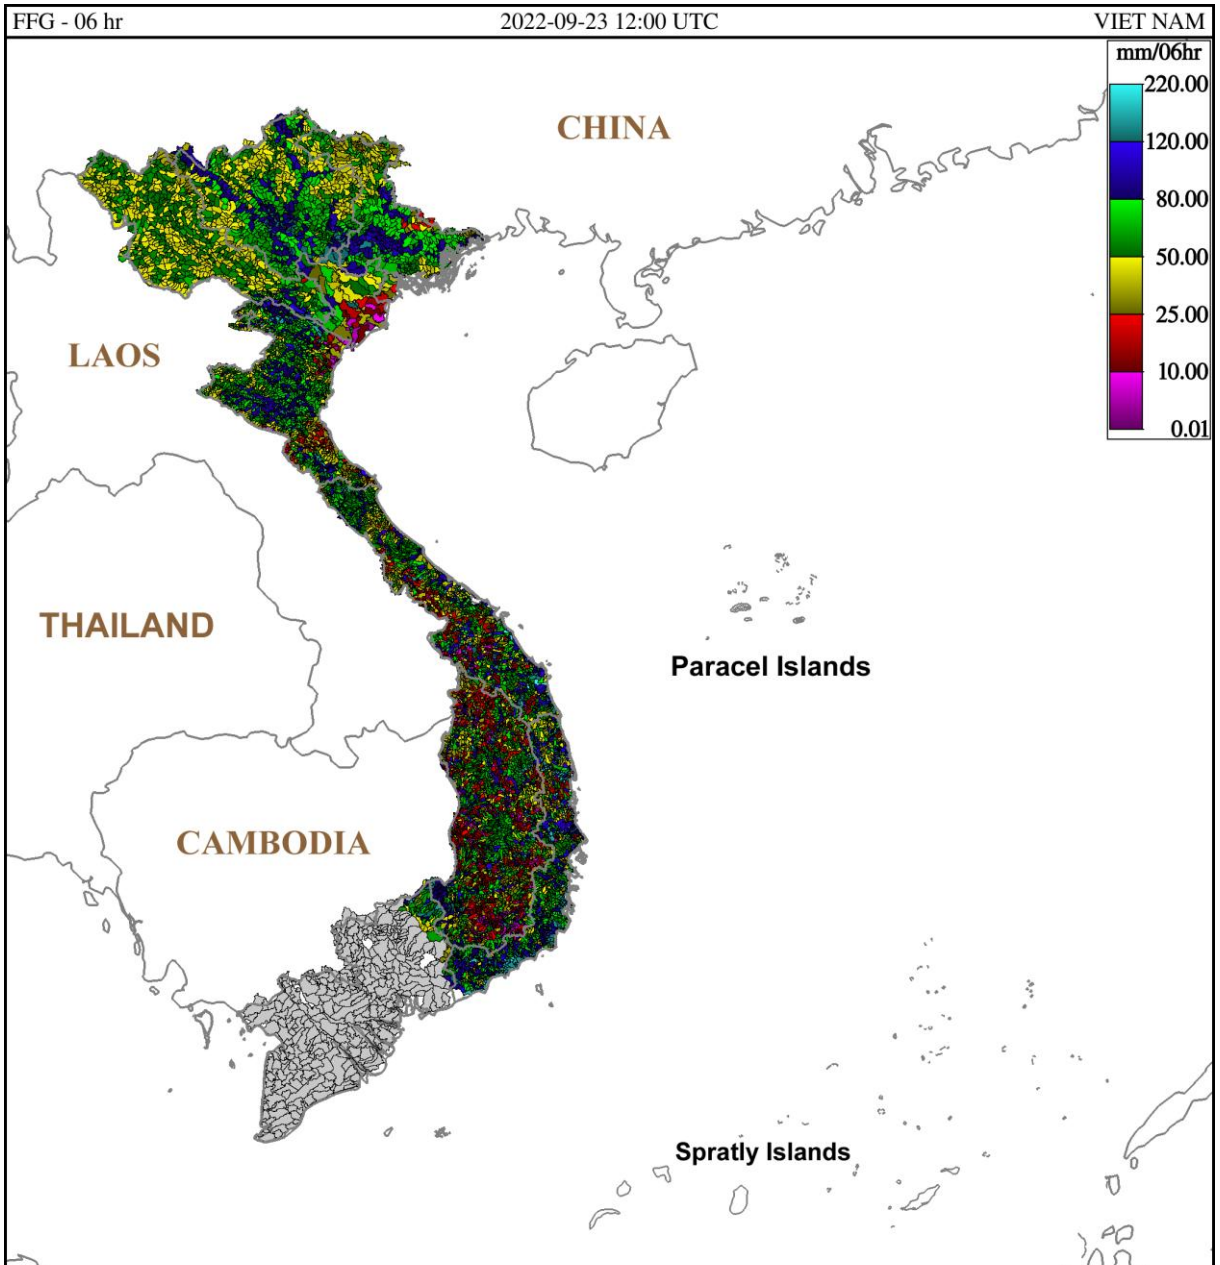 FFG - 06 hr
2022-09-23 12:00 UTC
VIET NAM
mm/06hr
220.00
120.00
80.00
50.00
25.00
10.00
0.01
CHINA
LAOS
THAILAND
Paracel Islands
CAMBODIA
Spratly Islands